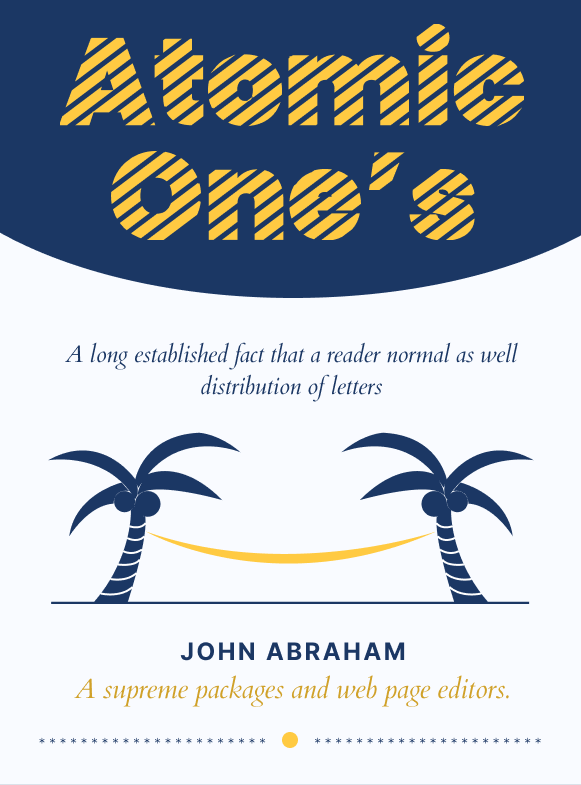 Atomic
One's
A long established fact that a reader normal as well
distribution of letters
JOHN ABRAHAM
A supreme packages and web page editors.